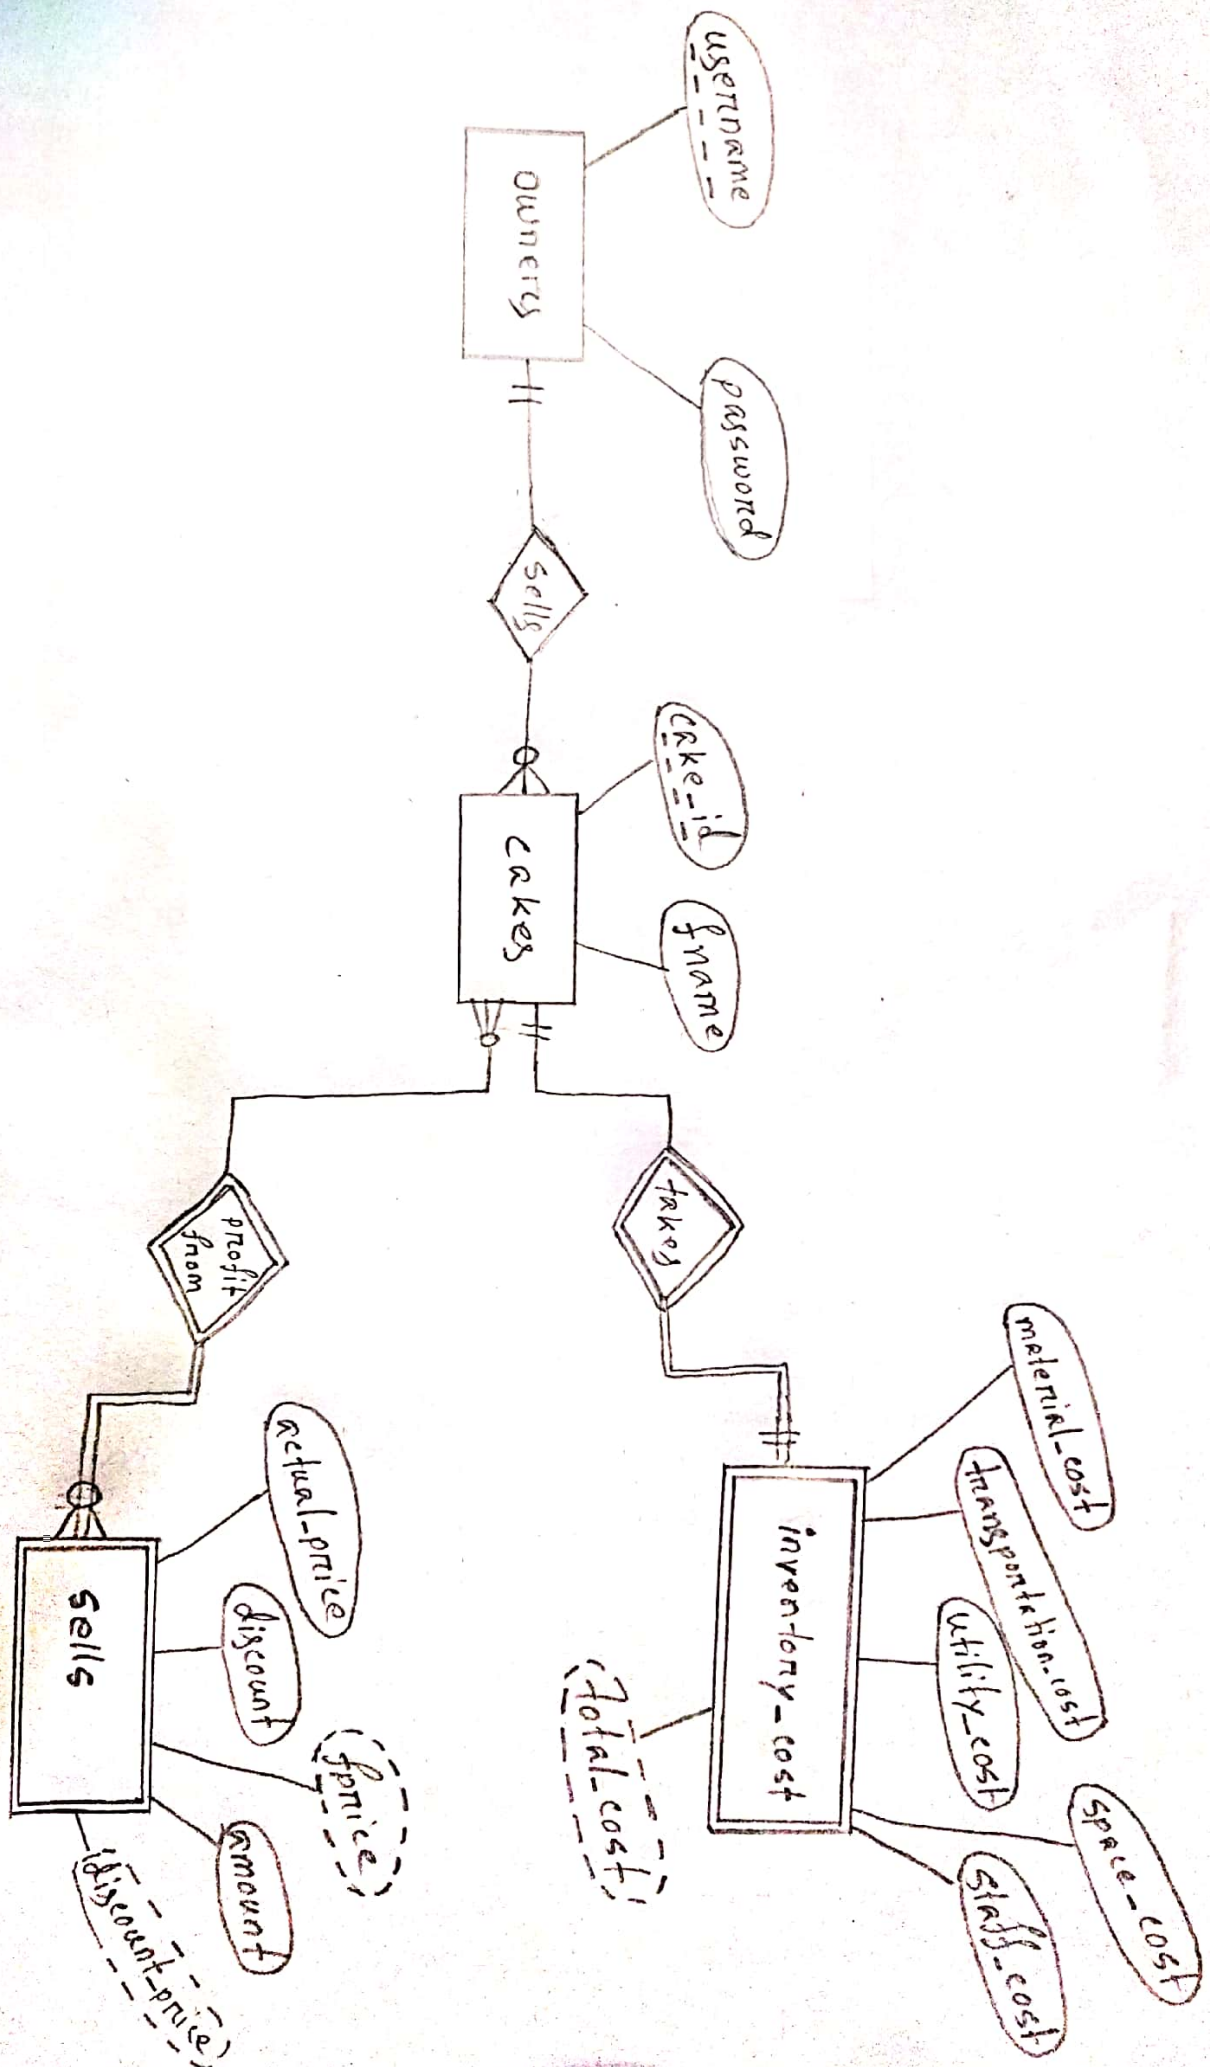 username
password
owners
sells
cake_id
fname
cakes
takes
profit
from
material_cost
transportation_cost
utility_cost
space_cost
staff_cost
inventory_cost
total_cost
actual_price
discount
fprice
amount
discount_price
sells